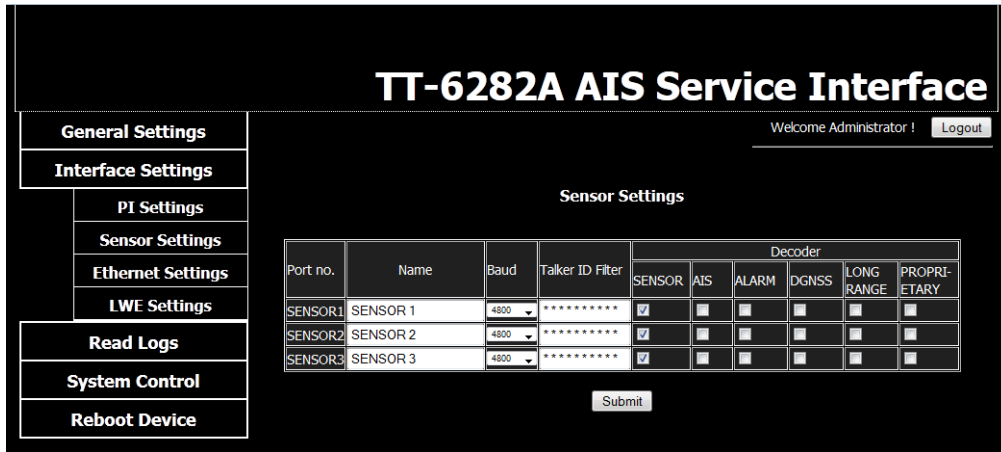 TT-6282A AIS Service Interface
Welcome Administrator !
Logout
General Settings
Interface Settings
PI Settings
Sensor Settings
Ethernet Settings
LWE Settings
Read Logs
System Control
Reboot Device
Sensor Settings
Port no. Name Baud Talker ID Filter Decoder
SENSOR AIS ALARM DGNSS LONG RANGE PROPRI-ETARY
SENSOR1 SENSOR 1 4800 * * * * * * * * * *
SENSOR2 SENSOR 2 4800 * * * * * * * * * *
SENSOR3 SENSOR 3 4800 * * * * * * * * * *
Submit